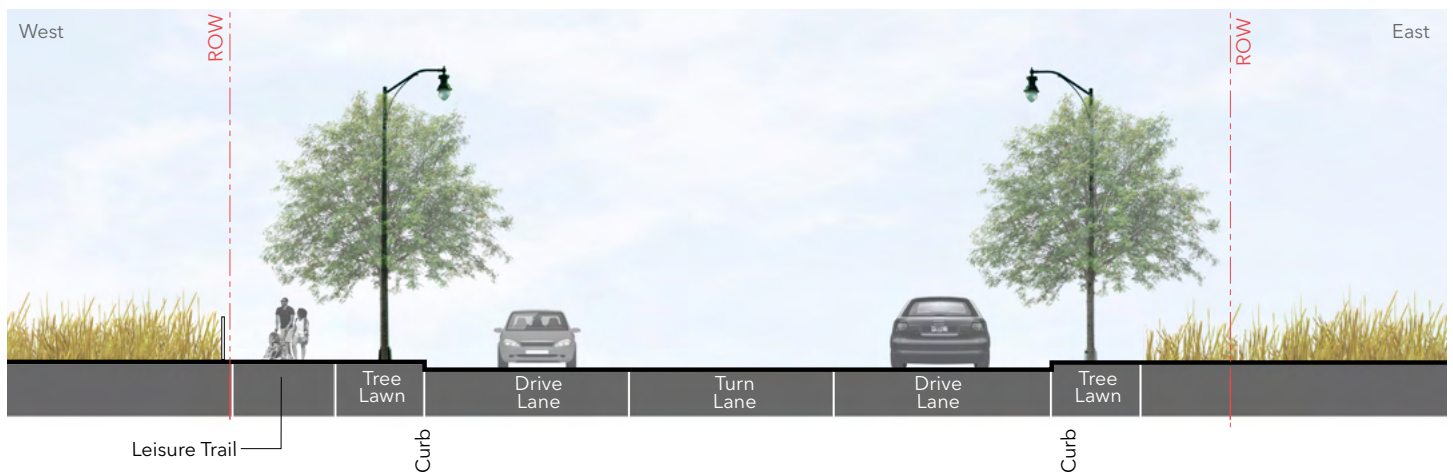 West
ROW
ROW
East
Tree
Lawn
Drive
Lane
Turn
Lane
Drive
Lane
Tree
Lawn
Leisure Trail
Curb
Curb